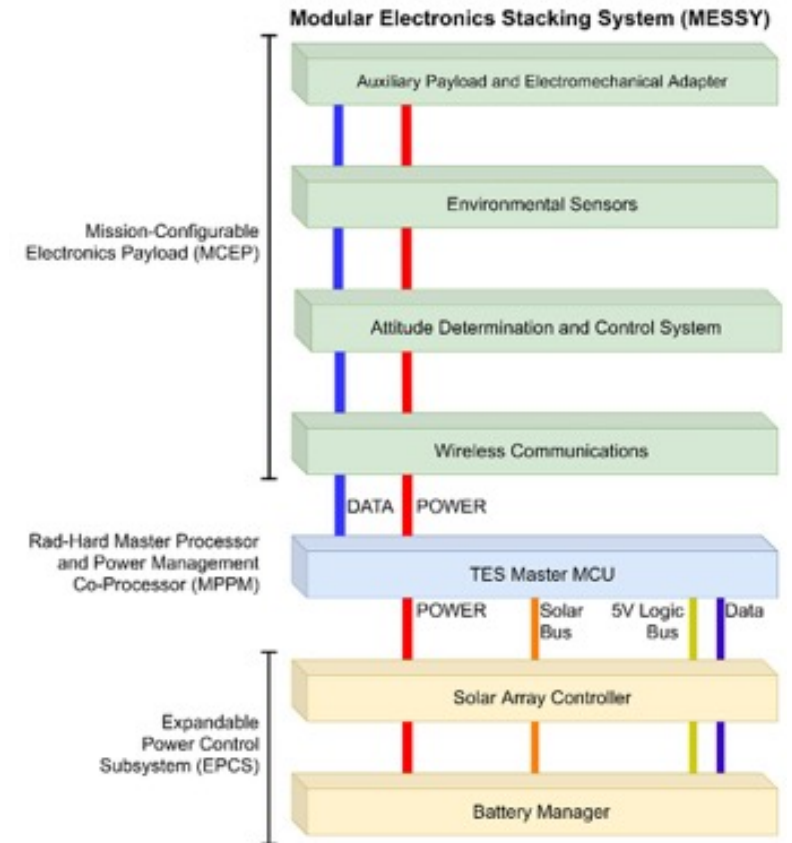 Modular Electronics Stacking System (MESSY)
Auxiliary Payload and Electromechanical Adapter
Environmental Sensors
Mission-Configurable
Electronics Payload (MCEP)
Attitude Determination and Control System
Wireless Communications
DATA
POWER
Rad-Hard Master Processor
and Power Management
Co-Processor (MPPM)
TES Master MCU
POWER
Solar
Bus
5V Logic
Bus
Data
Solar Array Controller
Expandable
Power Control
Subsystem (EPCS)
Battery Manager